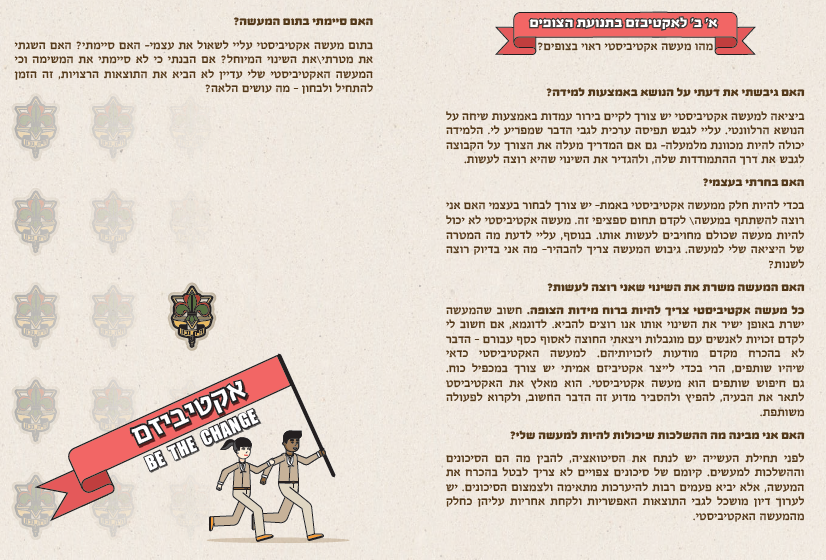 א' ב' לאקטיביזם בתנועת הצופים
מהו מעשה אקטיביסטי ראוי בצופים?
האם גיבשתי את דעתי על הנושא באמצעות למידה?
ביציאה למעשה אקטיביסטי יש צורך לקיים בירור עמדות באמצעות שיחה על
הנושא הרלוונטי. עליי לגבש תפיסה ערכית לגבי הדבר שמפריע לי. הלמידה
יכולה להיות מכוונת מלמעלה- גם אם המדריך מעלה את הצורך על הקבוצה
לגבש את דרך ההתמודדות שלה, ולהגדיר את השינוי שהיא רוצה לעשות.
האם בחרתי בעצמי?
בכדי להיות חלק ממעשה אקטיביסטי באמת- יש צורך לבחור בעצמי האם אני
רוצה להשתתף במעשה\ לקדם תחום ספציפי זה. מעשה אקטיביסטי לא יכול
להיות מעשה שכולם מחויבים לעשות אותו. בנוסף, עליי לדעת מה המטרה
של היציאה שלי למעשה. גיבוש המעשה צריך להבהיר- מה אני בדיוק רוצה
לשנות?
האם המעשה משרת את השינוי שאני רוצה לעשות?
כל מעשה אקטיביסטי צריך להיות ברוח מידות הצופה. חשוב שהמעשה
ישרת באופן ישיר את השינוי אותו אנו רוצים להביא. לדוגמא, אם חשוב לי
לקדם זכויות לאנשים עם מוגבלות ויצאתי החוצה לאסוף כסף עבורם - הדבר
לא בהכרח מקדם מודעות לזכויותיהם. למעשה האקטיביסטי כדאי
שיהיו שותפים, הרי בכדי לייצר אקטיביזם אמיתי יש צורך במכפיל כוח.
גם חיפוש שותפים הוא מעשה אקטיביסטי. הוא מאלץ את האקטיביסט
לתאר את הבעיה, להפיץ ולהסביר מדוע זה הדבר החשוב, ולקרוא לפעולה
משותפת.
האם אני מבינה מה ההשלכות שיכולות להיות למעשה שלי?
לפני תחילת העשייה יש לנתח את הסיטואציה, להבין מה הם הסיכונים
וההשלכות למעשים. קיומם של סיכונים צפויים לא צריך לבטל בהכרח את
המעשה, אלא יביא פעמים רבות להיערכות מתאימה ולצמצום הסיכונים. יש
לערוך דיון מושכל לגבי התוצאות האפשריות ולקחת אחריות עליהן כחלק
מהמעשה האקטיביסטי.
האם סיימתי בתום המעשה?
בתום מעשה אקטיביסטי עליי לשאול את עצמי- האם סיימתי? האם השגתי
את מטרתי\את השינוי המיוחל? אם הבנתי כי לא סיימתי את המשימה וכי
המעשה האקטיביסטי שלי עדיין לא הביא את התוצאות הרצויות, זה הזמן
להתחיל ולבחון - מה עושים הלאה?
אקטיביזם
BE THE CHANGE